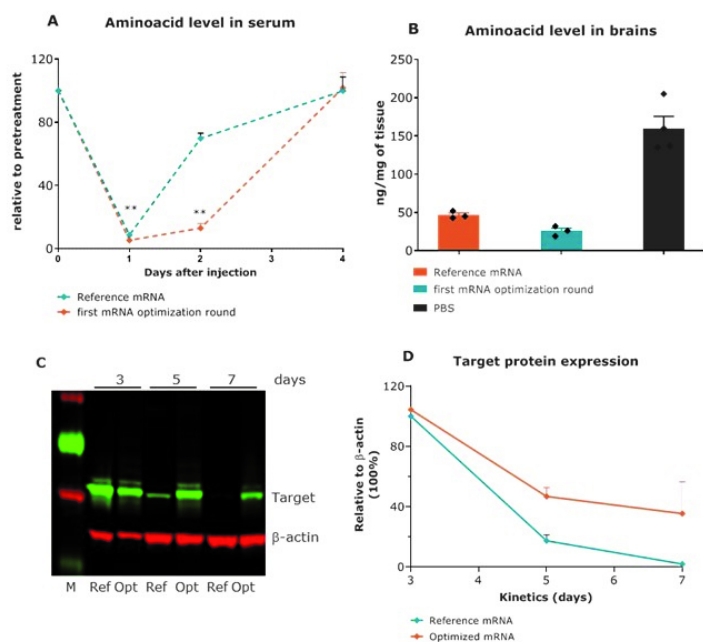 A
Aminoacid level in serum
relative to pretreatment
120
80
40
0
**
**
0 1 2 3 4
Days after injection
Reference mRNA
first mRNA optimization round
B
Aminoacid level in brains
ng/mg of tissue
250
200
150
100
50
0
Reference mRNA
first mRNA optimization round
PBS
C
3 5 7 days
Target
β-actin
M Ref Opt Ref Opt Ref Opt
D
Target protein expression
Relative to β-actin
(100%)
120
80
40
0
3 4 5 6 7
Kinetics (days)
Reference mRNA
Optimized mRNA